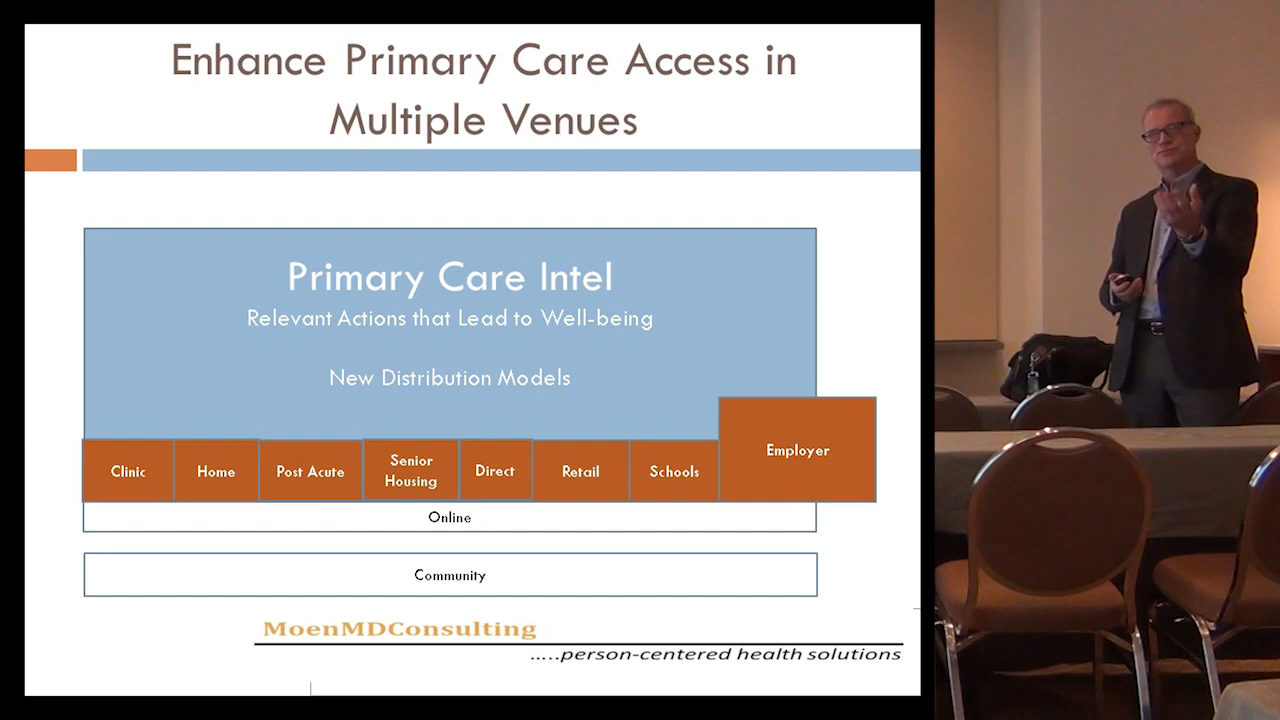 Enhance Primary Care Access in
Multiple Venues
Primary Care Intel
Relevant Actions that Lead to Well-being
New Distribution Models
Clinic
Home
Post Acute
Senior
Housing
Direct
Retail
Schools
Employer
Online
Community
MoenMDConsulting
.....person-centered health solutions